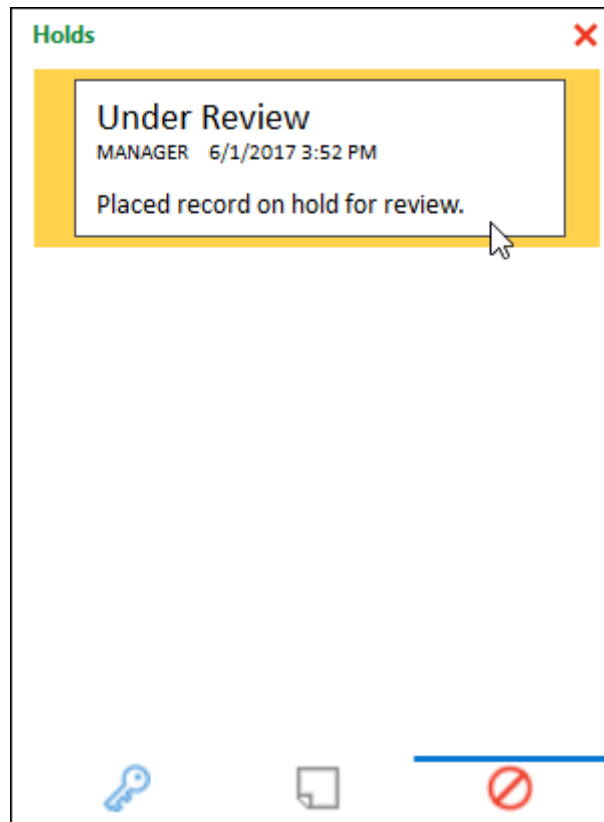 Holds
Under Review
MANAGER 6/1/2017 3:52 PM
Placed record on hold for review.